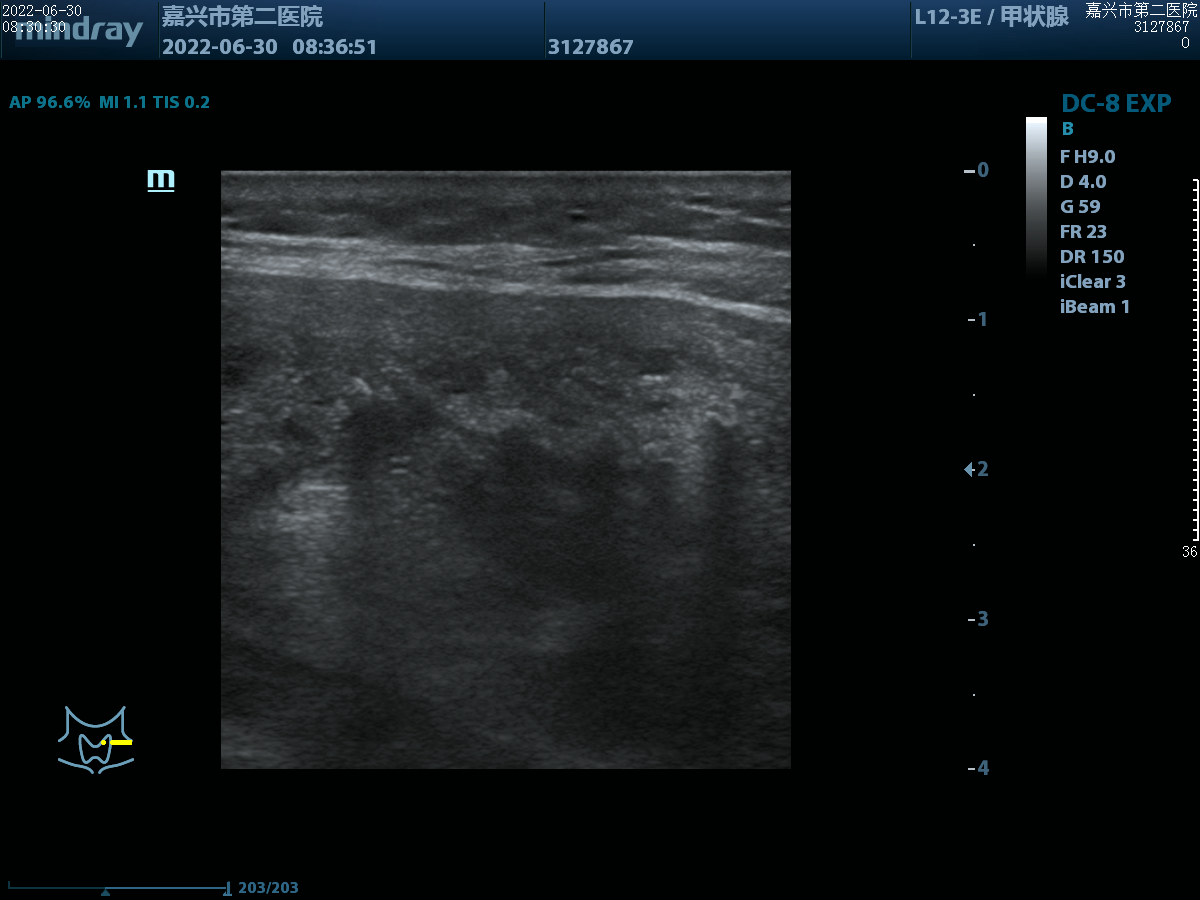 2022-06-30
08:30:30
mindray
嘉兴市第二医院
2022-06-30 08:36:51
3127867
L12-3E / 甲状腺
嘉兴市第二医院
3127867
0
AP 96.6% MI 1.1 TIS 0.2
DC-8 EXP
B
F H9.0
D 4.0
G 59
FR 23
DR 150
iClear 3
iBeam 1
m
0
1
2
3
4
36
203/203